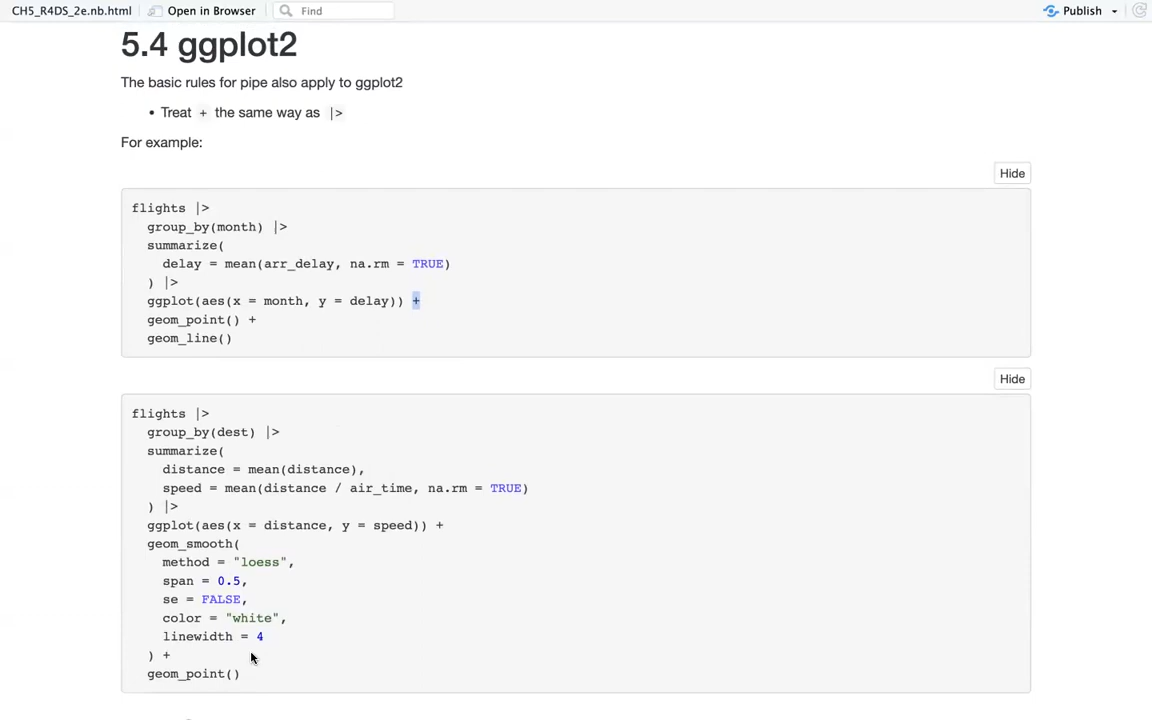 CH5_R4DS_2e.nb.html Open in Browser Find Publish
5.4 ggplot2
The basic rules for pipe also apply to ggplot2
• Treat + the same way as |>
For example:
Hide
flights |>
  group_by(month) |>
  summarize(
    delay = mean(arr_delay, na.rm = TRUE)
  ) |>
  ggplot(aes(x = month, y = delay)) +
  geom_point() +
  geom_line()
Hide
flights |>
  group_by(dest) |>
  summarize(
    distance = mean(distance),
    speed = mean(distance / air_time, na.rm = TRUE)
  ) |>
  ggplot(aes(x = distance, y = speed)) +
  geom_smooth(
    method = "loess",
    span = 0.5,
    se = FALSE,
    color = "white",
    linewidth = 4
  ) +
  geom_point()